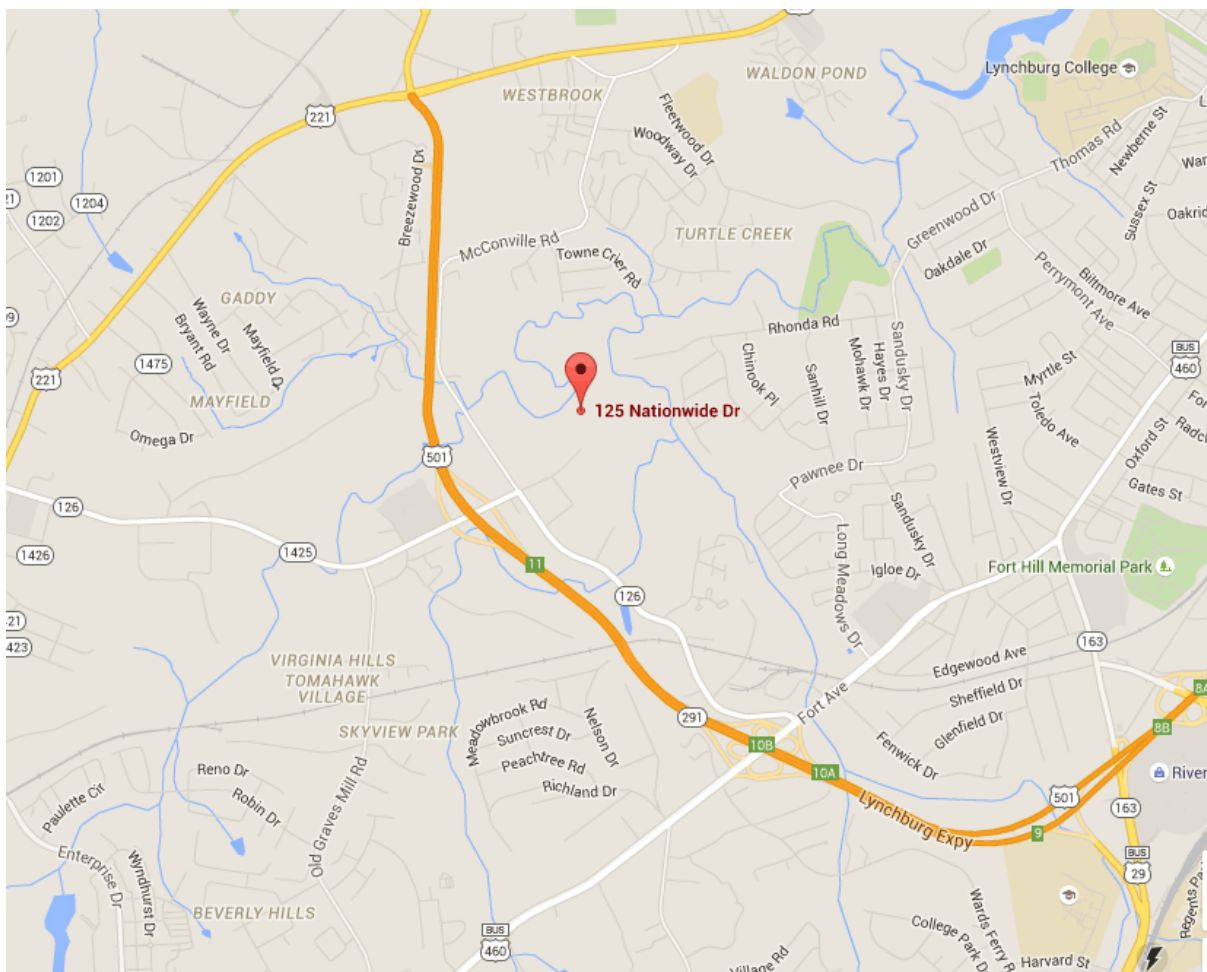 WALDON POND
Lynchburg College
WESTBROOK
221
Fleetwood Dr
Woodway Dr
Thomas Rd
Newberne St
Sussex St
1201
1204
1202
Breezewood Dr
McConville Rd
TURTLE CREEK
Towne Crier Rd
Greenwood Dr
Oakdale Dr
Perrymont Ave
Biltmore Ave
GADDY
Wayne Dr
Bryant Rd
Mayfield Dr
1475
221
MAYFIELD
Omega Dr
Rhonda Rd
Chinook Pl
Sanhill Dr
Mohawk Dr
Hayes Dr
Sandusky Dr
BUS
460
Myrtle St
Toledo Ave
Oxford St
Gates St
125 Nationwide Dr
501
Pawnee Dr
Westview Dr
Sandusky Dr
126
1426
1425
11
Long Meadows Dr
Igloe Dr
Fort Hill Memorial Park
126
163
VIRGINIA HILLS
TOMAHAWK
VILLAGE
SKYVIEW PARK
Edgewood Ave
Sheffield Dr
Glenfield Dr
Fenwick Dr
8A
8B
Meadowbrook Rd
Nelson Dr
Suncrest Dr
Peachtree Rd
Richland Dr
291
10B
10A
Fort Ave
Lynchburg Expy
501
9
163
River
Reno Dr
Robin Dr
Paulette Cir
Old Graves Mill Rd
Enterprise Dr
Wyndhurst Dr
BEVERLY HILLS
BUS
460
BUS
29
Wards Ferry R
College Park D
Village Rd
Harvard St
Regents Pa